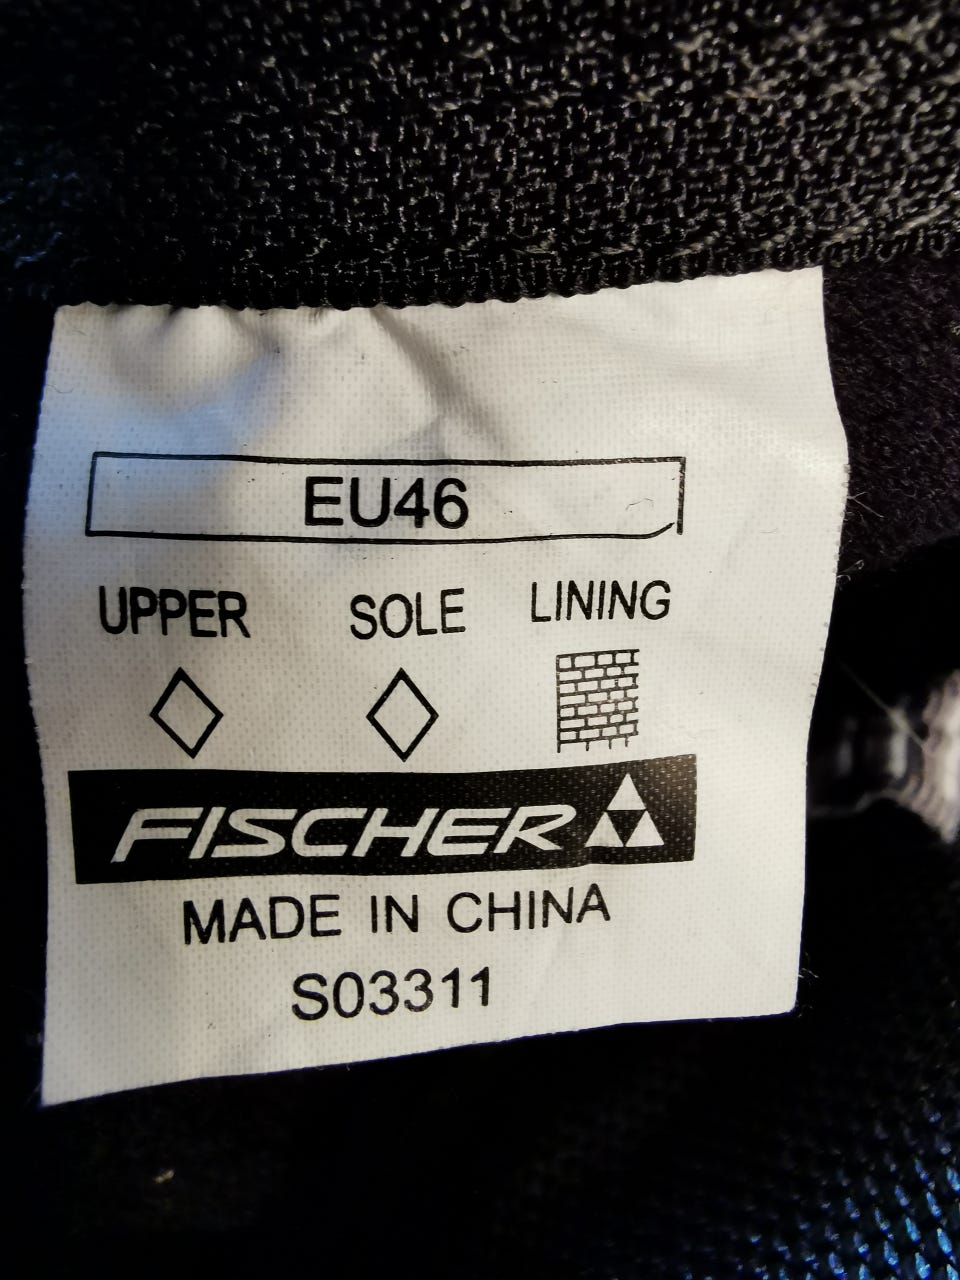 EU46
UPPER SOLE LINING
FISCHER
MADE IN CHINA
S03311